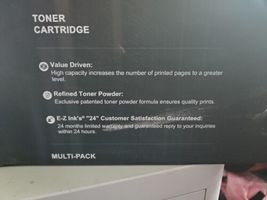 TONER
CARTRIDGE
Value Driven:
High capacity increases the number of printed pages to a greater
level.
Refined Toner Powder:
Exclusive patented toner powder formula ensures quality prints.
E-Z Ink's® "24" Customer Satisfaction Guaranteed:
24 months limited warranty and guaranteed reply to your inquiries
within 24 hours.
MULTI-PACK